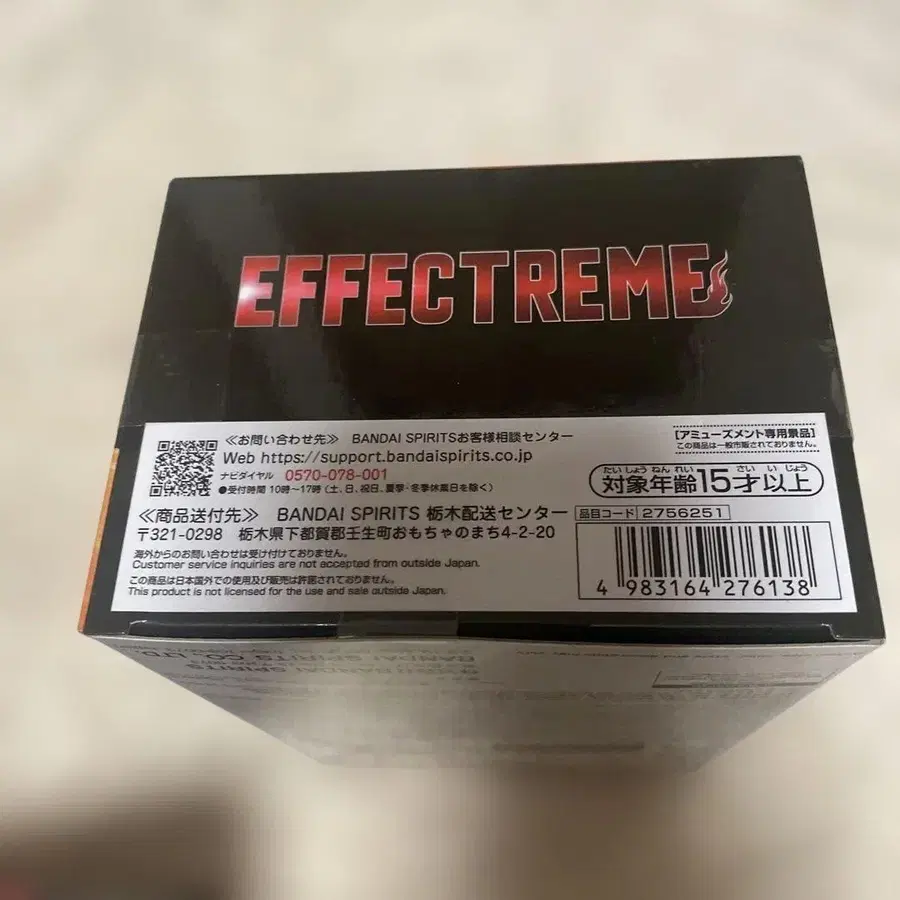 EFFECTREME
≪お問い合わせ先≫ BANDAI SPIRITSお客様相談センター
Web https://support.bandaispirits.co.jp
ナビダイヤル 0570-078-001
●受付時間 10時〜17時 (土、日、祝日、夏季・冬季休業日を除く)
≪商品送付先≫ BANDAI SPIRITS 栃木配送センター
〒321-0298 栃木県下都賀郡壬生町おもちゃのまち4-2-20
海外からのお問い合わせは受け付けておりません。
Customer service inquiries are not accepted from outside Japan.
この商品は日本国外での使用及び販売は許諾されておりません。
This product is not licensed for the use and sale outside Japan.
[アミューズメント専用景品]
この商品は一般市販されておりません。
たい しょう ねん れい さい い じょう
対象年齢15才以上
品目コード 2756251
4 983164 276138
BANDAI SPIRITS CO., LTD.
BANDAI SPIRITS